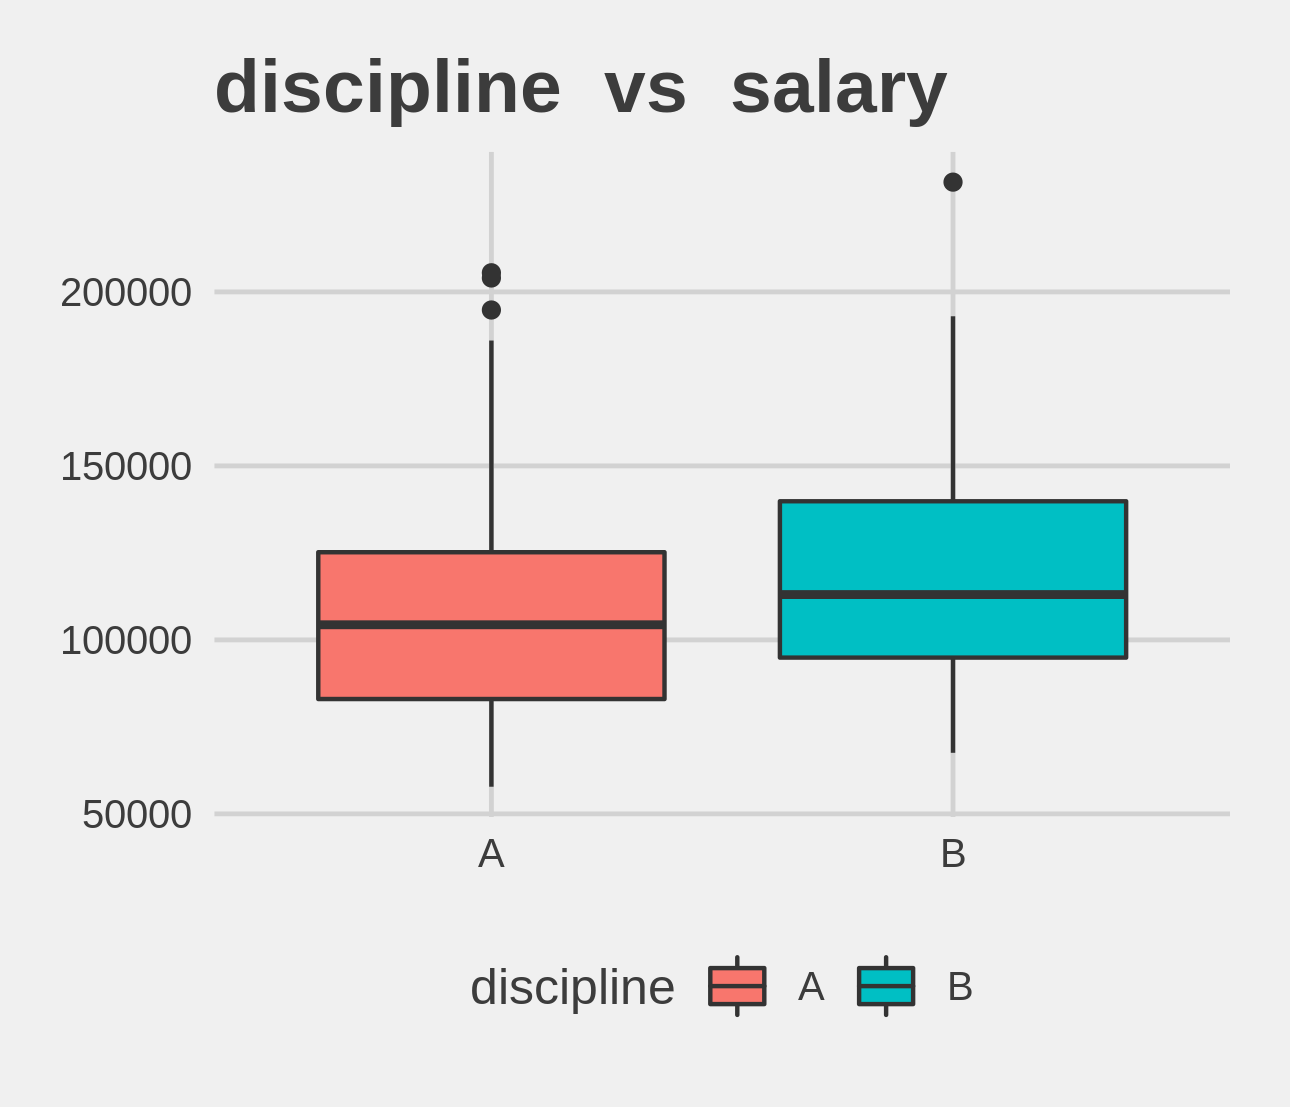 discipline vs salary
200000
150000
100000
50000
A B
discipline A B